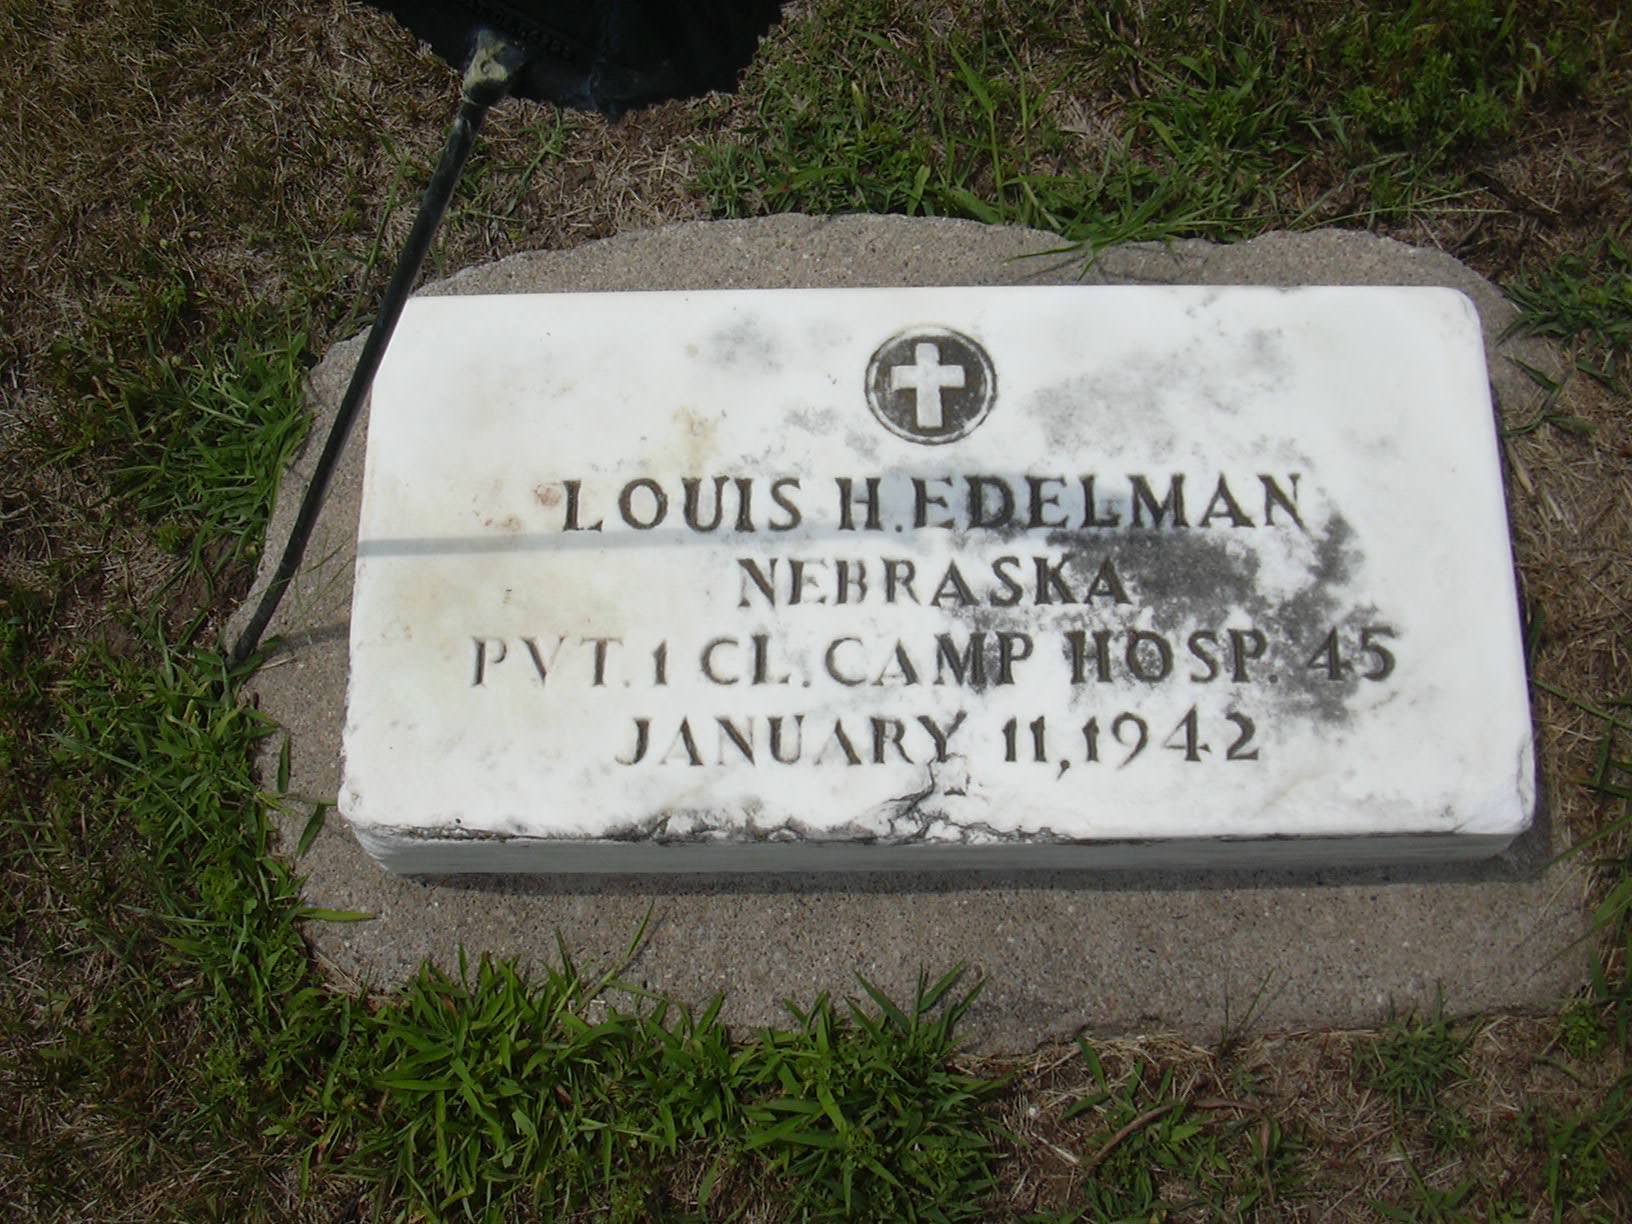 LOUIS H. EDELMAN
NEBRASKA
PVT. 1 CL. CAMP HOSP. 45
JANUARY 11, 1942